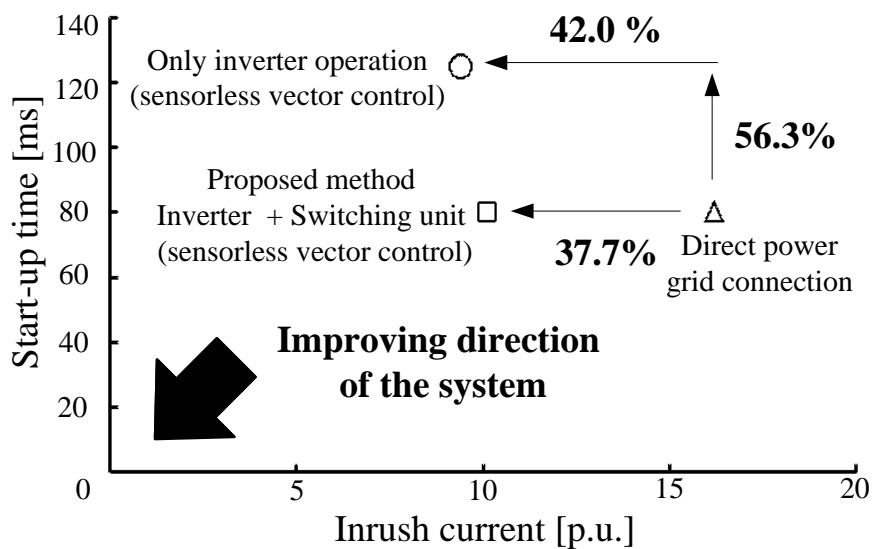 140
120
100
80
60
40
20
0
5
10
15
20
Start-up time [ms]
Inrush current [p.u.]
Only inverter operation
(sensorless vector control)
42.0 %
56.3%
Proposed method
Inverter + Switching unit
(sensorless vector control)
37.7%
Direct power
grid connection
Improving direction
of the system